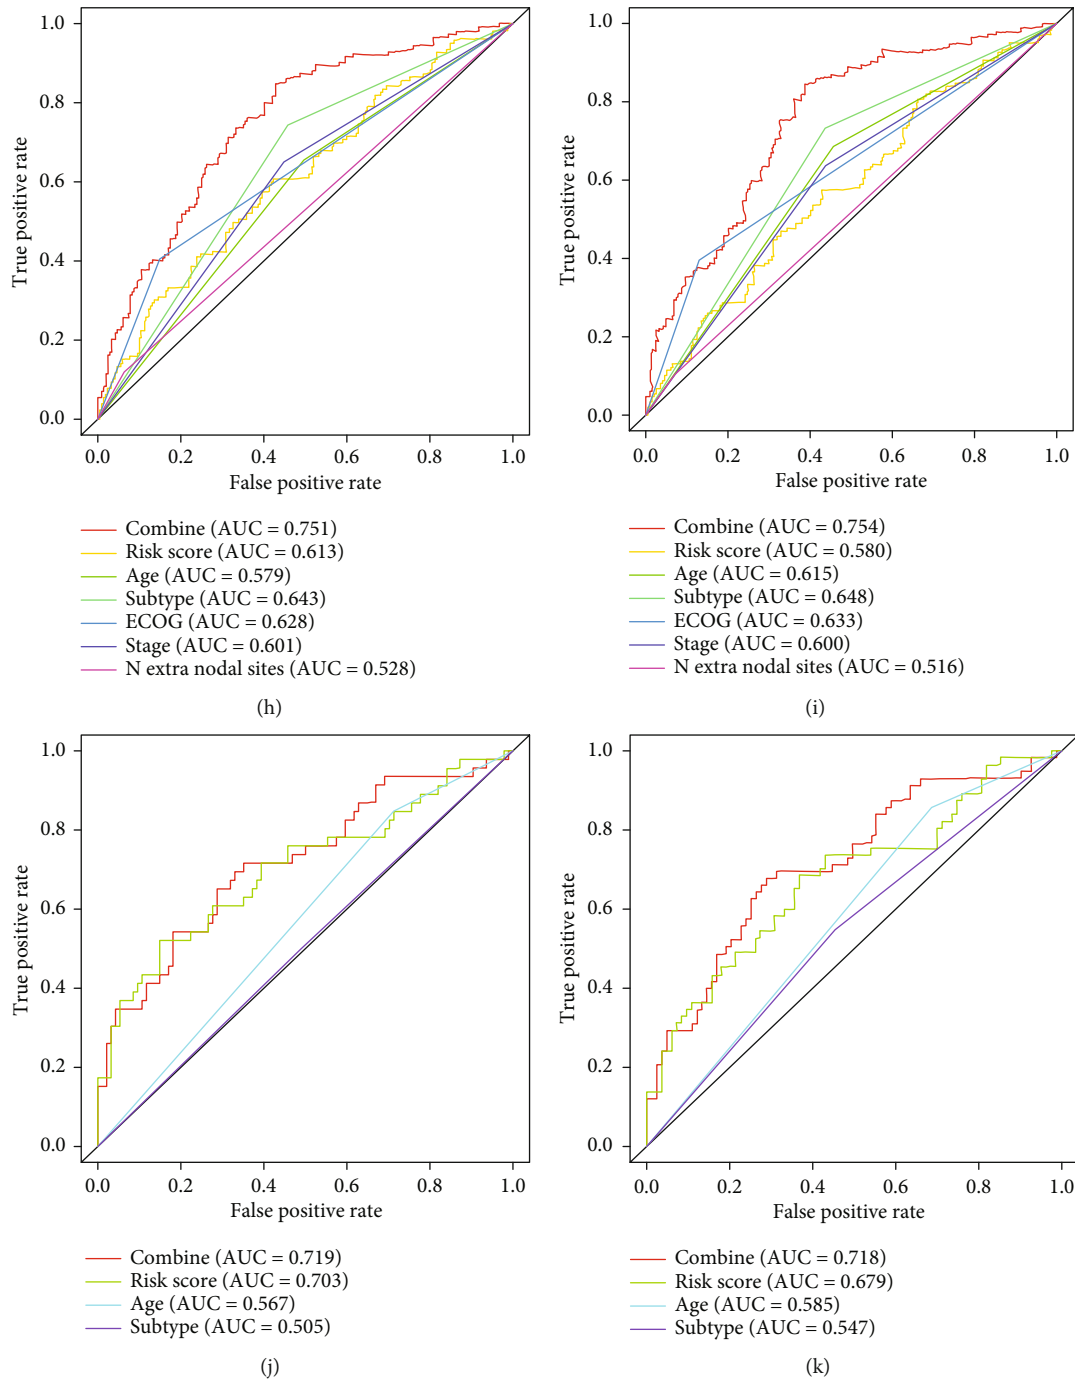 1.0
0.8
0.6
0.4
0.2
0.0
True positive rate
0.0 0.2 0.4 0.6 0.8 1.0
False positive rate
Combine (AUC = 0.751)
Risk score (AUC = 0.613)
Age (AUC = 0.579)
Subtype (AUC = 0.643)
ECOG (AUC = 0.628)
Stage (AUC = 0.601)
N extra nodal sites (AUC = 0.528)
(h)
1.0
0.8
0.6
0.4
0.2
0.0
True positive rate
0.0 0.2 0.4 0.6 0.8 1.0
False positive rate
Combine (AUC = 0.754)
Risk score (AUC = 0.580)
Age (AUC = 0.615)
Subtype (AUC = 0.648)
ECOG (AUC = 0.633)
Stage (AUC = 0.600)
N extra nodal sites (AUC = 0.516)
(i)
1.0
0.8
0.6
0.4
0.2
0.0
True positive rate
0.0 0.2 0.4 0.6 0.8 1.0
False positive rate
Combine (AUC = 0.719)
Risk score (AUC = 0.703)
Age (AUC = 0.567)
Subtype (AUC = 0.505)
(j)
1.0
0.8
0.6
0.4
0.2
0.0
True positive rate
0.0 0.2 0.4 0.6 0.8 1.0
False positive rate
Combine (AUC = 0.718)
Risk score (AUC = 0.679)
Age (AUC = 0.585)
Subtype (AUC = 0.547)
(k)